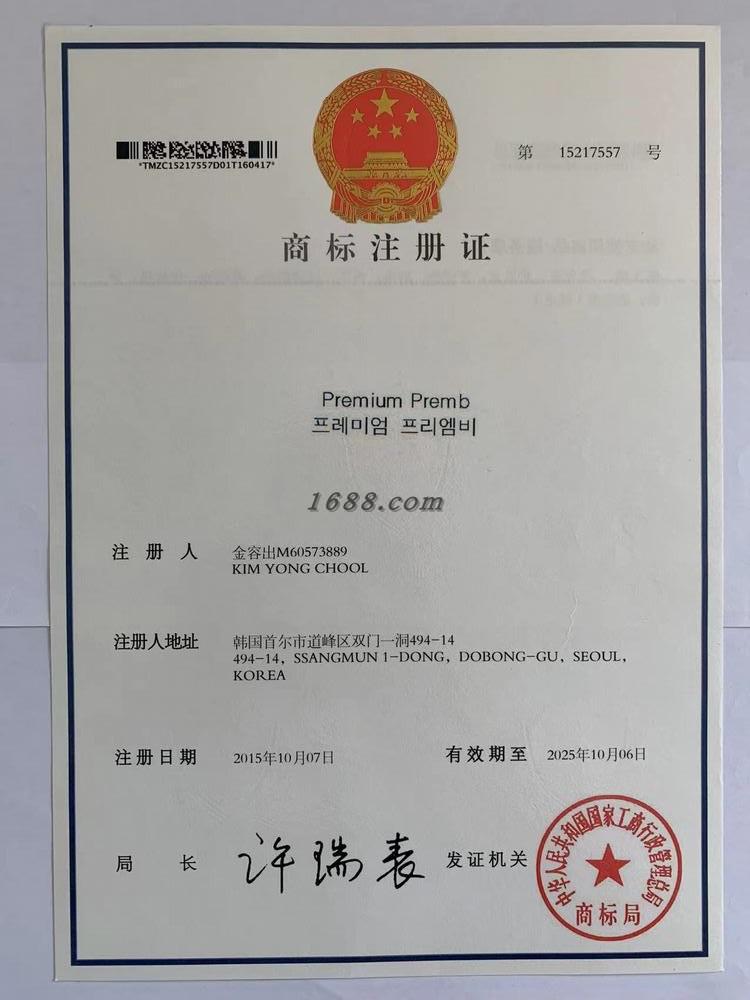 *TMZC15217557D01T160417*
第 15217557 号
商标注册证
Premium Premb
프레미엄 프리엠비
1688.com
注册人 金容出M60573889
KIM YONG CHOOL
注册人地址 韩国首尔市道峰区双门一洞494-14
494-14, SSANGMUN 1-DONG, DOBONG-GU, SEOUL,
KOREA
注册日期 2015年10月07日 有效期至 2025年10月06日
局长 许瑞表 发证机关
中华人民共和国国家工商行政管理总局
商标局